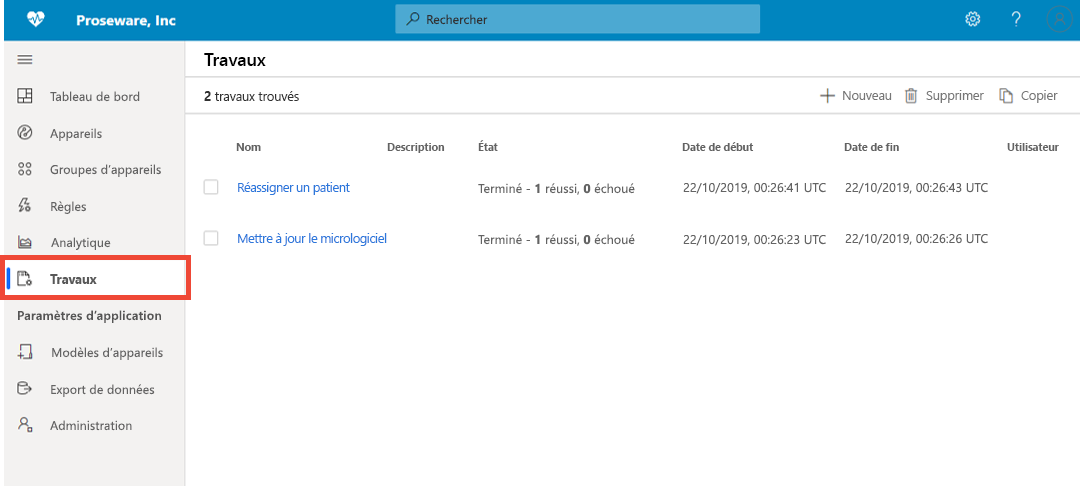 Proseware, Inc
Rechercher
?
Travaux
2 travaux trouvés
Nouveau Supprimer Copier
Tableau de bord
Appareils
Groupes d'appareils
Règles
Analytique
Travaux
Paramètres d'application
Modèles d'appareils
Export de données
Administration
Nom Description État Date de début Date de fin Utilisateur
Réassigner un patient Terminé - 1 réussi, 0 échoué 22/10/2019, 00:26:41 UTC 22/10/2019, 00:26:43 UTC
Mettre à jour le micrologiciel Terminé - 1 réussi, 0 échoué 22/10/2019, 00:26:23 UTC 22/10/2019, 00:26:26 UTC